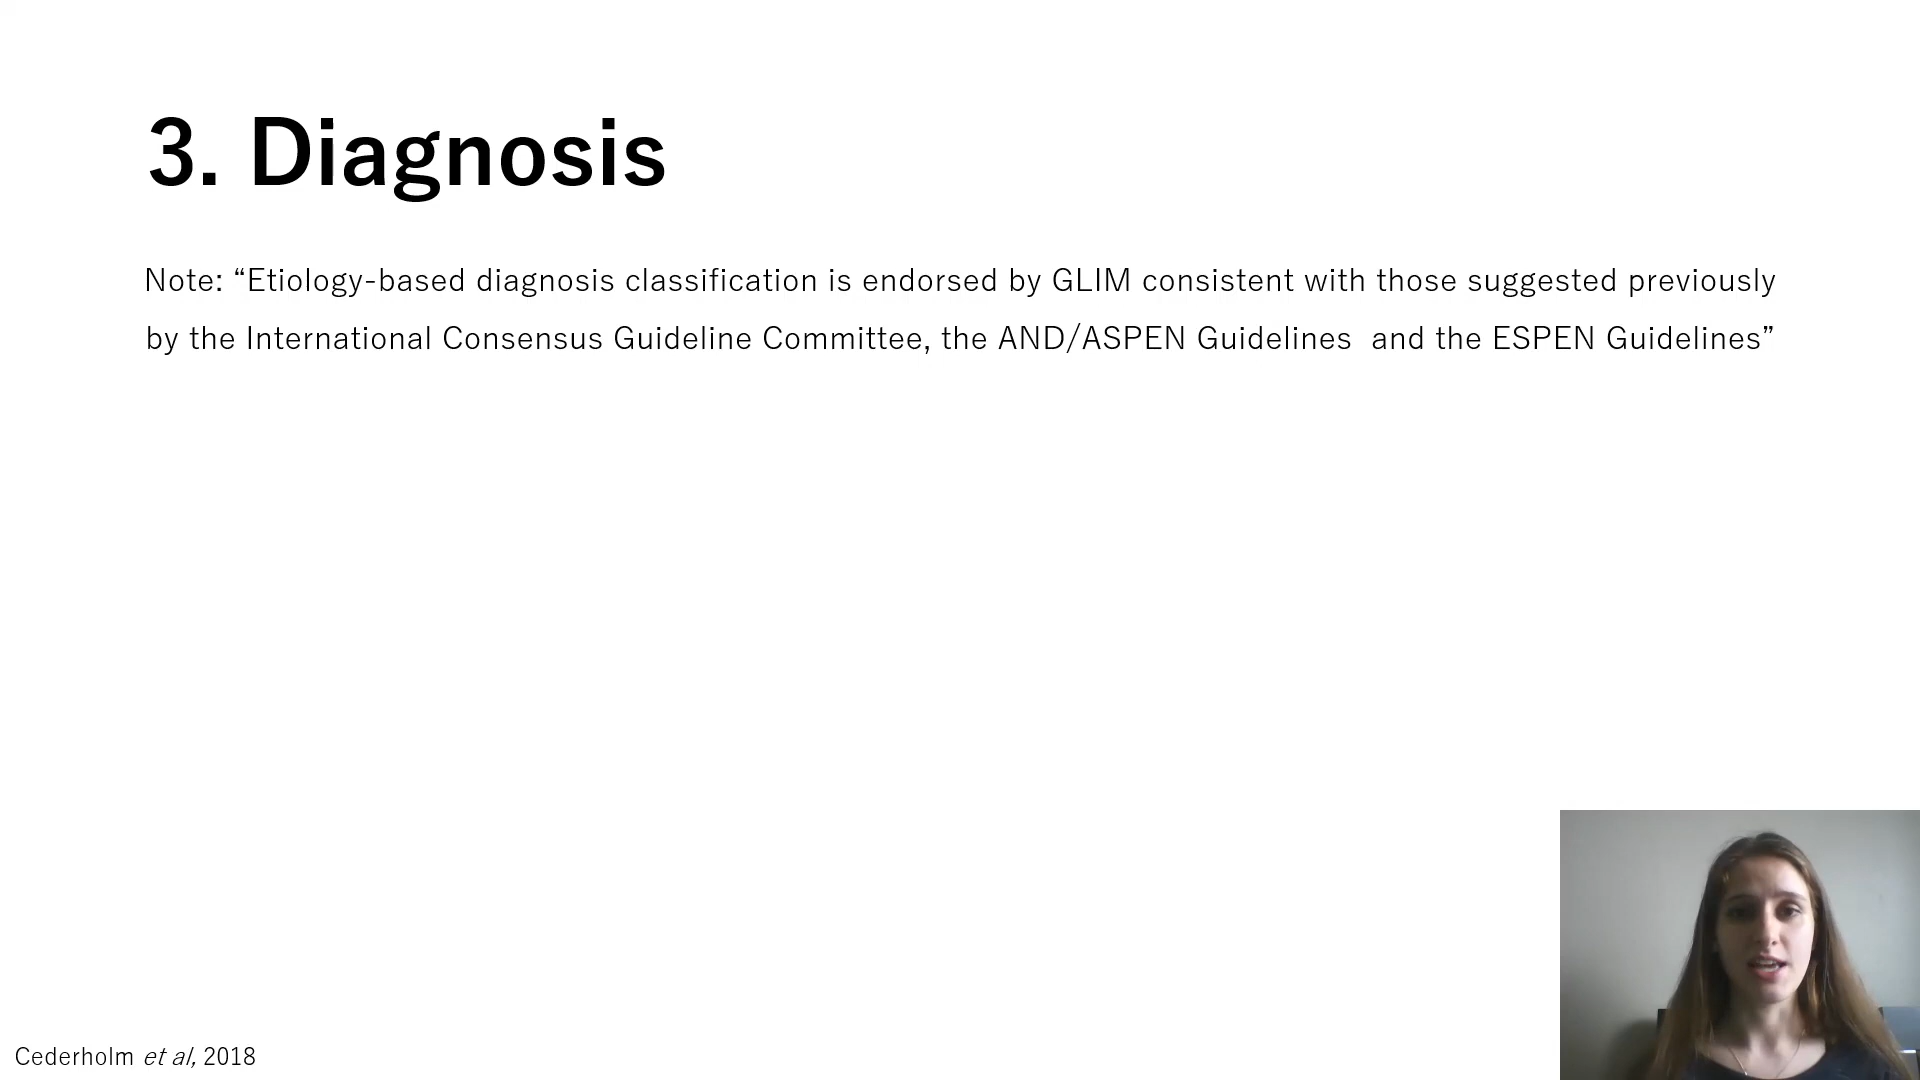 3. Diagnosis
Note: “Etiology-based diagnosis classification is endorsed by GLIM consistent with those suggested previously
by the International Consensus Guideline Committee, the AND/ASPEN Guidelines  and the ESPEN Guidelines”
Cederholm et al, 2018